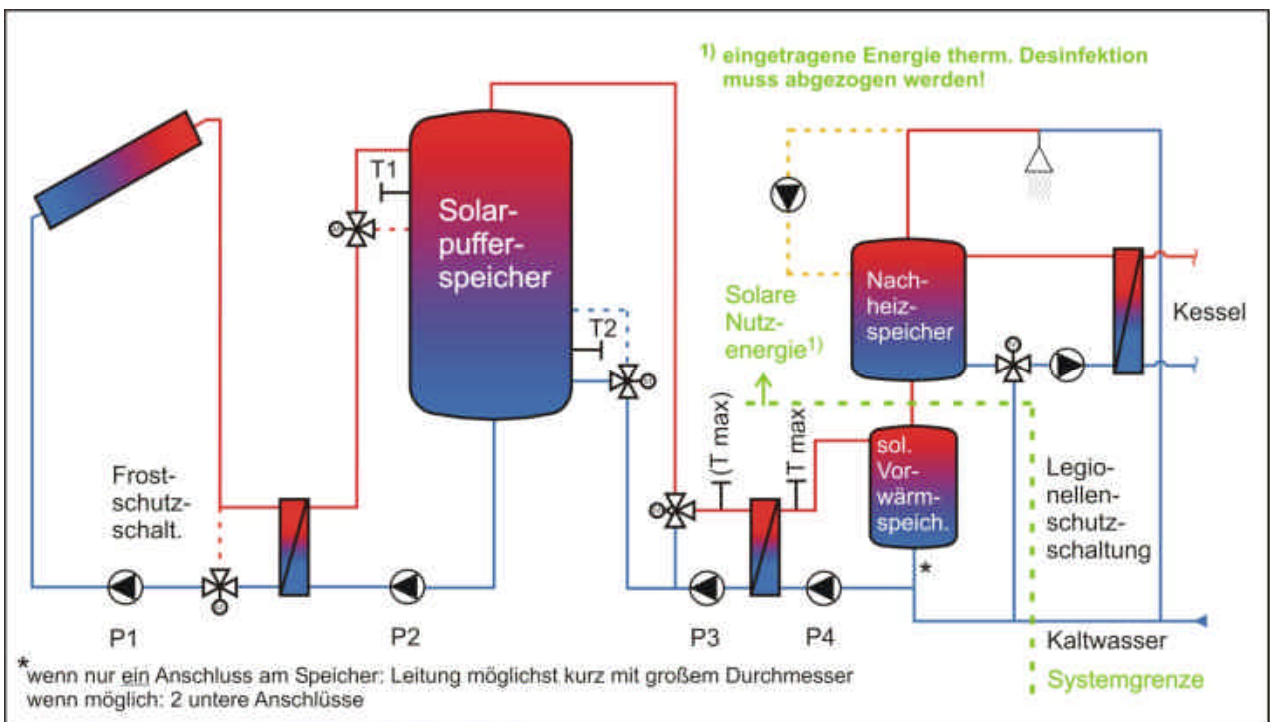 1) eingetragene Energie therm. Desinfektion
muss abgezogen werden!
T1
Solar-
puffer-
speicher
T2
Solare
Nutz-
energie1)
Nach-
heiz-
speicher
Kessel
(T max)
T max
sol.
Vor-
wärm-
speich.
*
Legio-
nellen-
schutz-
schaltung
Frost-
schutz-
schalt.
P1
P2
P3
P4
Kaltwasser
Systemgrenze
*wenn nur ein Anschluss am Speicher: Leitung möglichst kurz mit großem Durchmesser
wenn möglich: 2 untere Anschlüsse